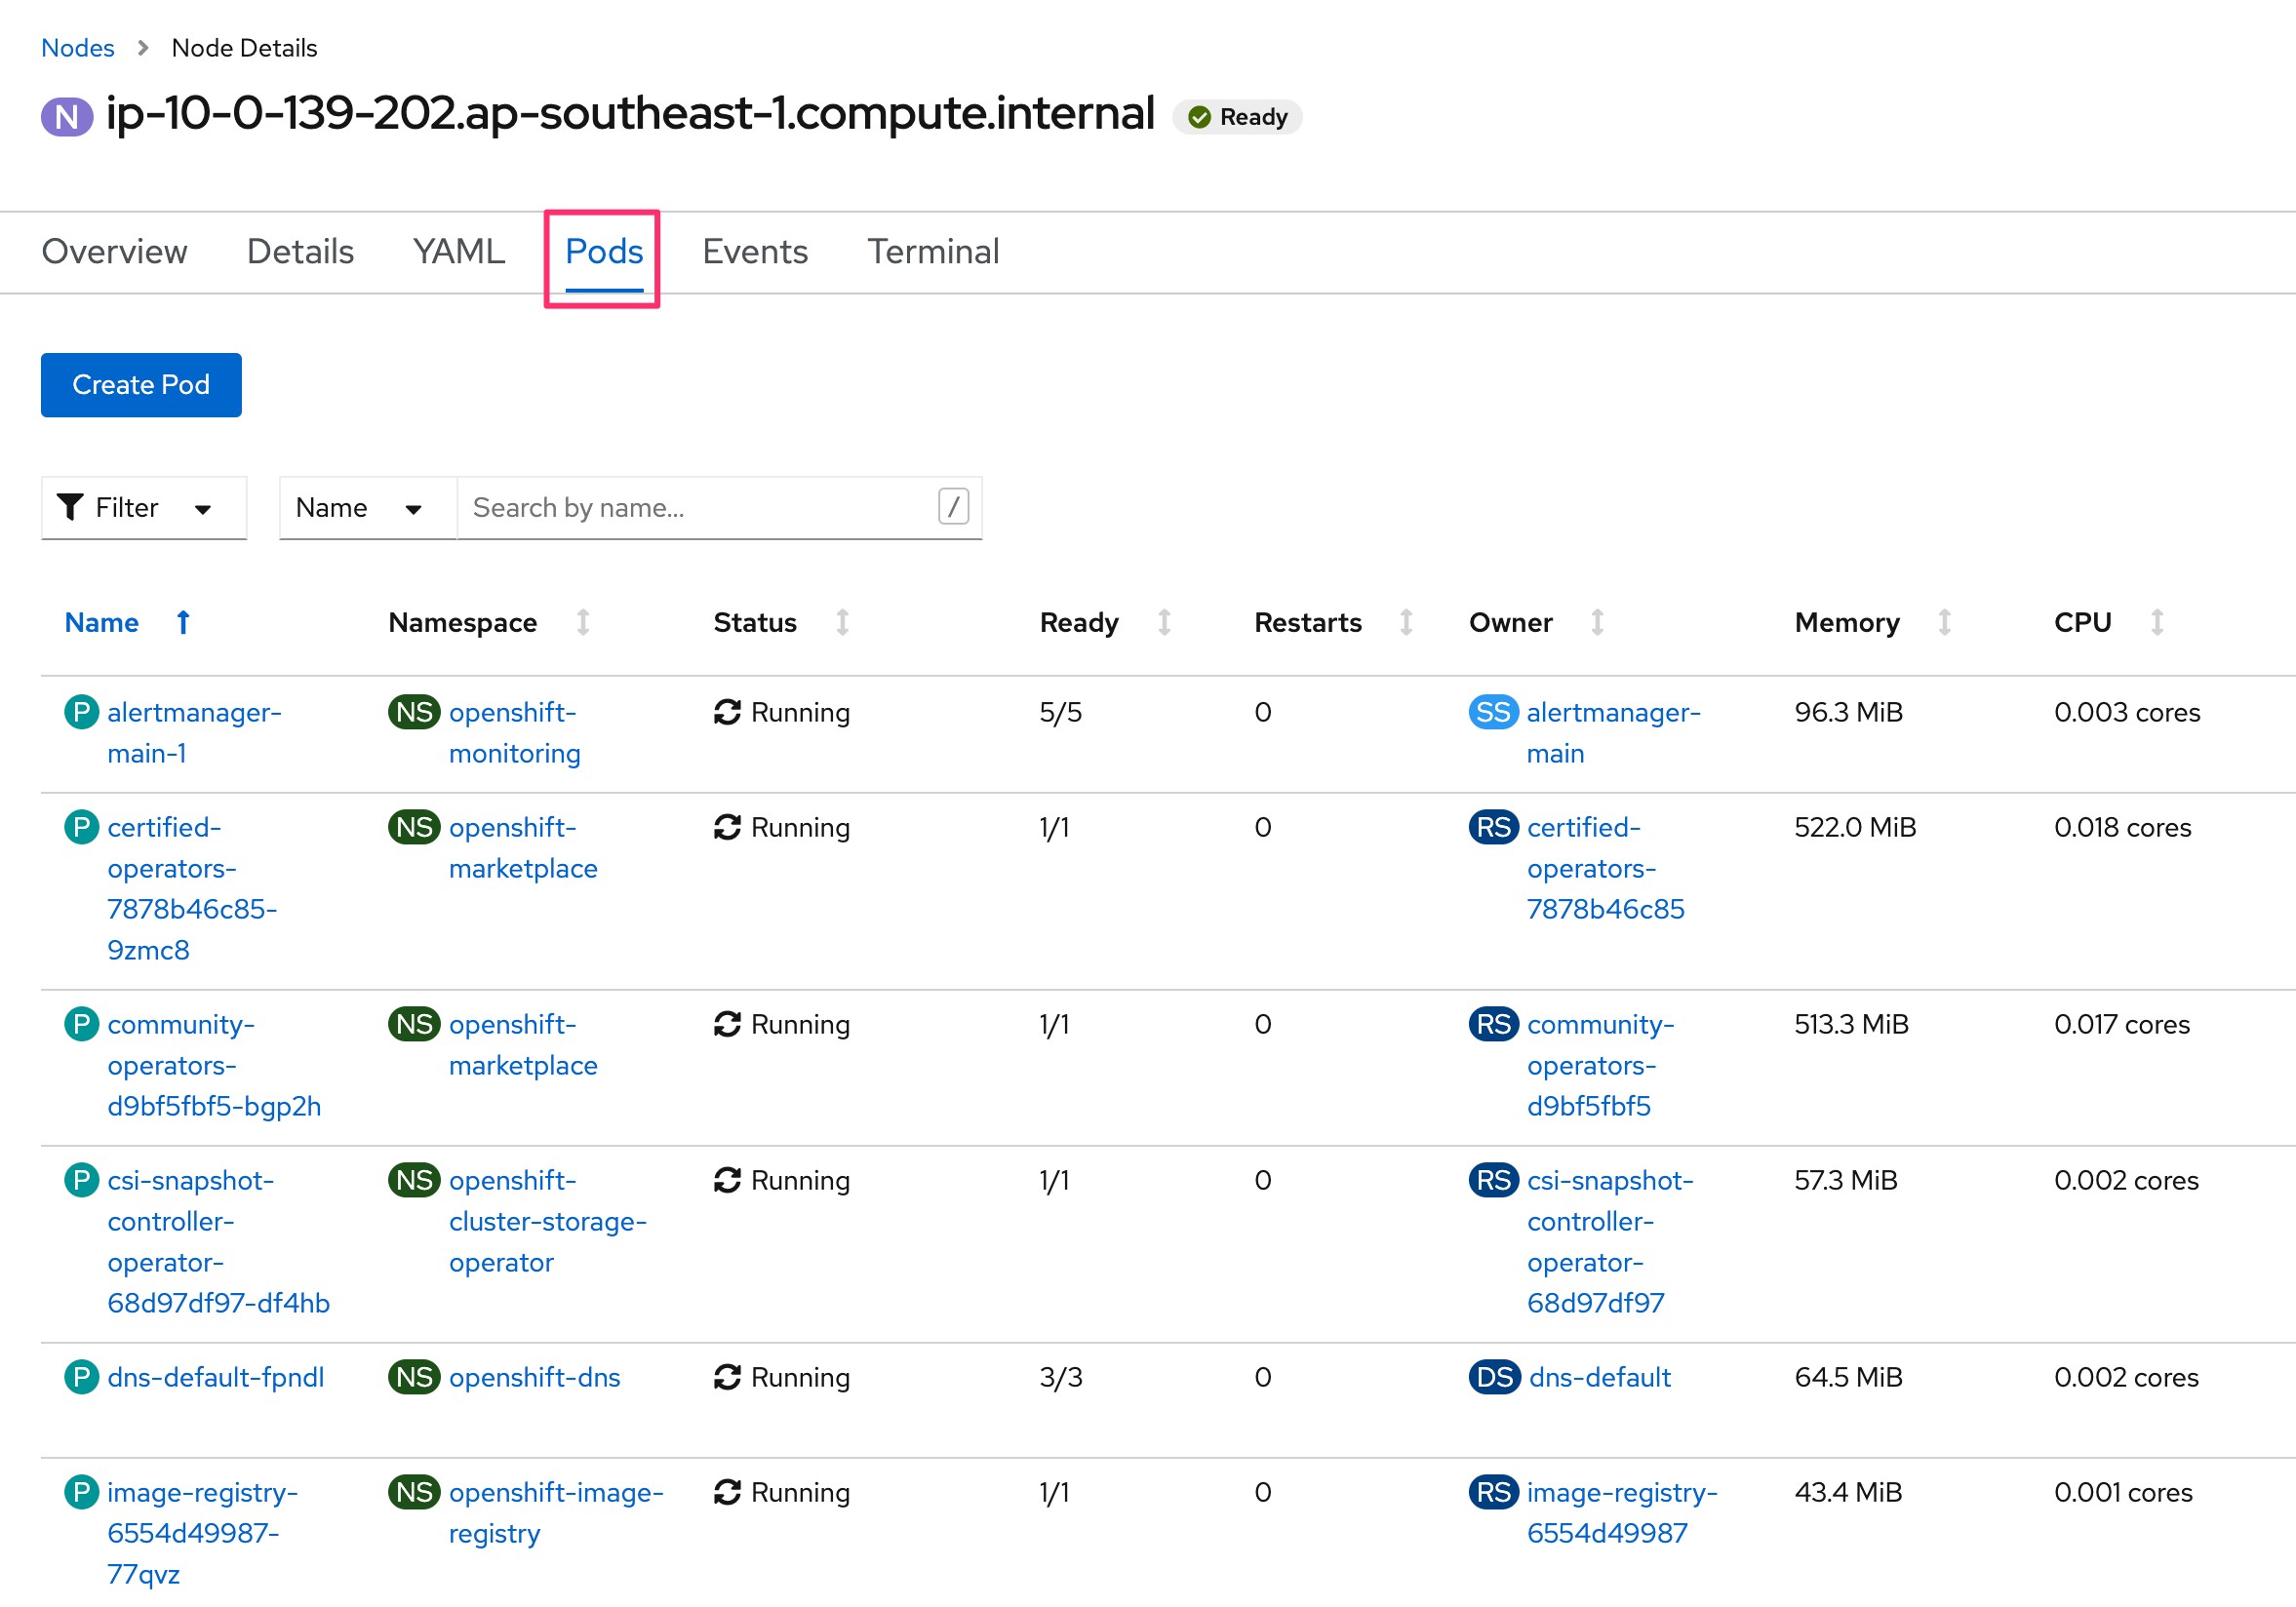 Nodes > Node Details
N ip-10-0-139-202.ap-southeast-1.compute.internal Ready
Overview Details YAML Pods Events Terminal
Create Pod
Filter Name Search by name... /
Name Namespace Status Ready Restarts Owner Memory CPU
P alertmanager- NS openshift- Running 5/5 0 SS alertmanager- 96.3 MiB 0.003 cores
main-1 monitoring main
P certified- NS openshift- Running 1/1 0 RS certified- 522.0 MiB 0.018 cores
operators- marketplace operators-
7878b46c85- 7878b46c85
9zmc8
P community- NS openshift- Running 1/1 0 RS community- 513.3 MiB 0.017 cores
operators- marketplace operators-
d9bf5fbf5-bgp2h d9bf5fbf5
P csi-snapshot- NS openshift- Running 1/1 0 RS csi-snapshot- 57.3 MiB 0.002 cores
controller- cluster-storage- controller-
operator- operator operator-
68d97df97-df4hb 68d97df97
P dns-default-fpndl NS openshift-dns Running 3/3 0 DS dns-default 64.5 MiB 0.002 cores
P image-registry- NS openshift-image- Running 1/1 0 RS image-registry- 43.4 MiB 0.001 cores
6554d49987- registry 6554d49987
77qvz